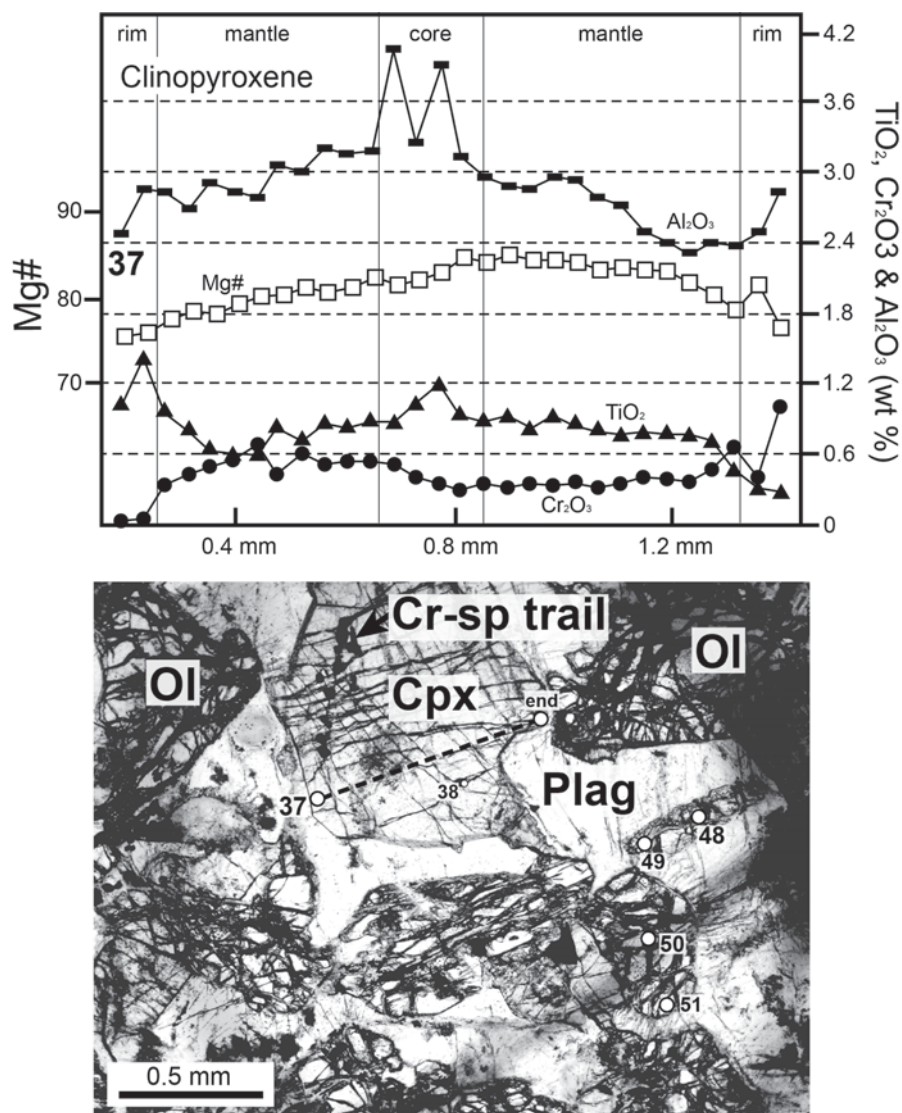 rim mantle core mantle rim
Clinopyroxene
4.2
3.6
3.0
2.4
1.8
1.2
0.6
0
TiO₂, Cr₂O3 & Al₂O₃ (wt %)
90
80
70
Mg#
37
Al₂O₃
Mg#
TiO₂
Cr₂O₃
0.4 mm 0.8 mm 1.2 mm
Cr-sp trail
Ol
Ol
Cpx
end
37
38
Plag
48
49
50
51
0.5 mm